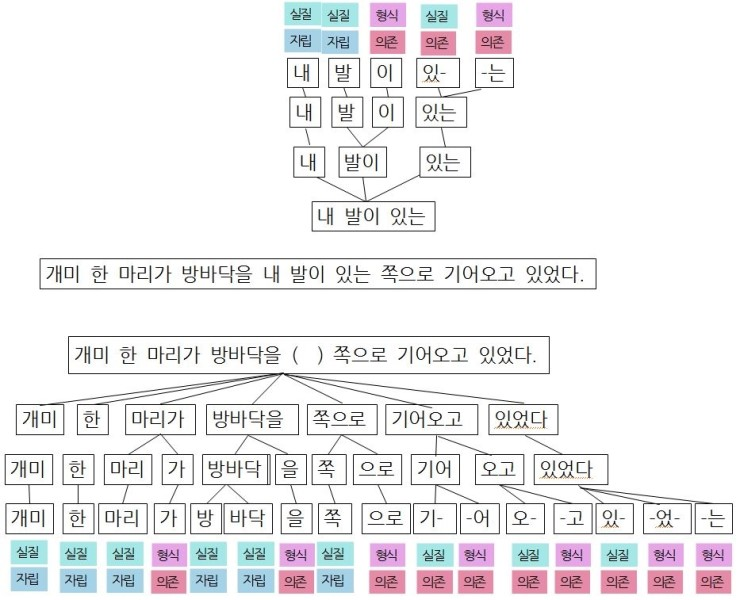 실질 실질 형식 실질 형식
자립 자립 의존 의존 의존
내 발 이 있- -는
내 발 이 있는
내 발이 있는
내 발이 있는
개미 한 마리가 방바닥을 내 발이 있는 쪽으로 기어오고 있었다.
개미 한 마리가 방바닥을 ( ) 쪽으로 기어오고 있었다.
개미 한 마리가 방바닥을 쪽으로 기어오고 있었다
개미 한 마리 가 방바닥 을 쪽 으로 기어 오고 있었다
개미 한 마리 가 방 바닥 을 쪽 으로 기- -어 오- -고 있- -었- -는
실질 실질 실질 형식 실질 실질 형식 실질 형식 실질 형식 실질 형식 실질 형식 형식
자립 자립 자립 의존 자립 자립 의존 자립 의존 의존 의존 의존 의존 의존 의존 의존